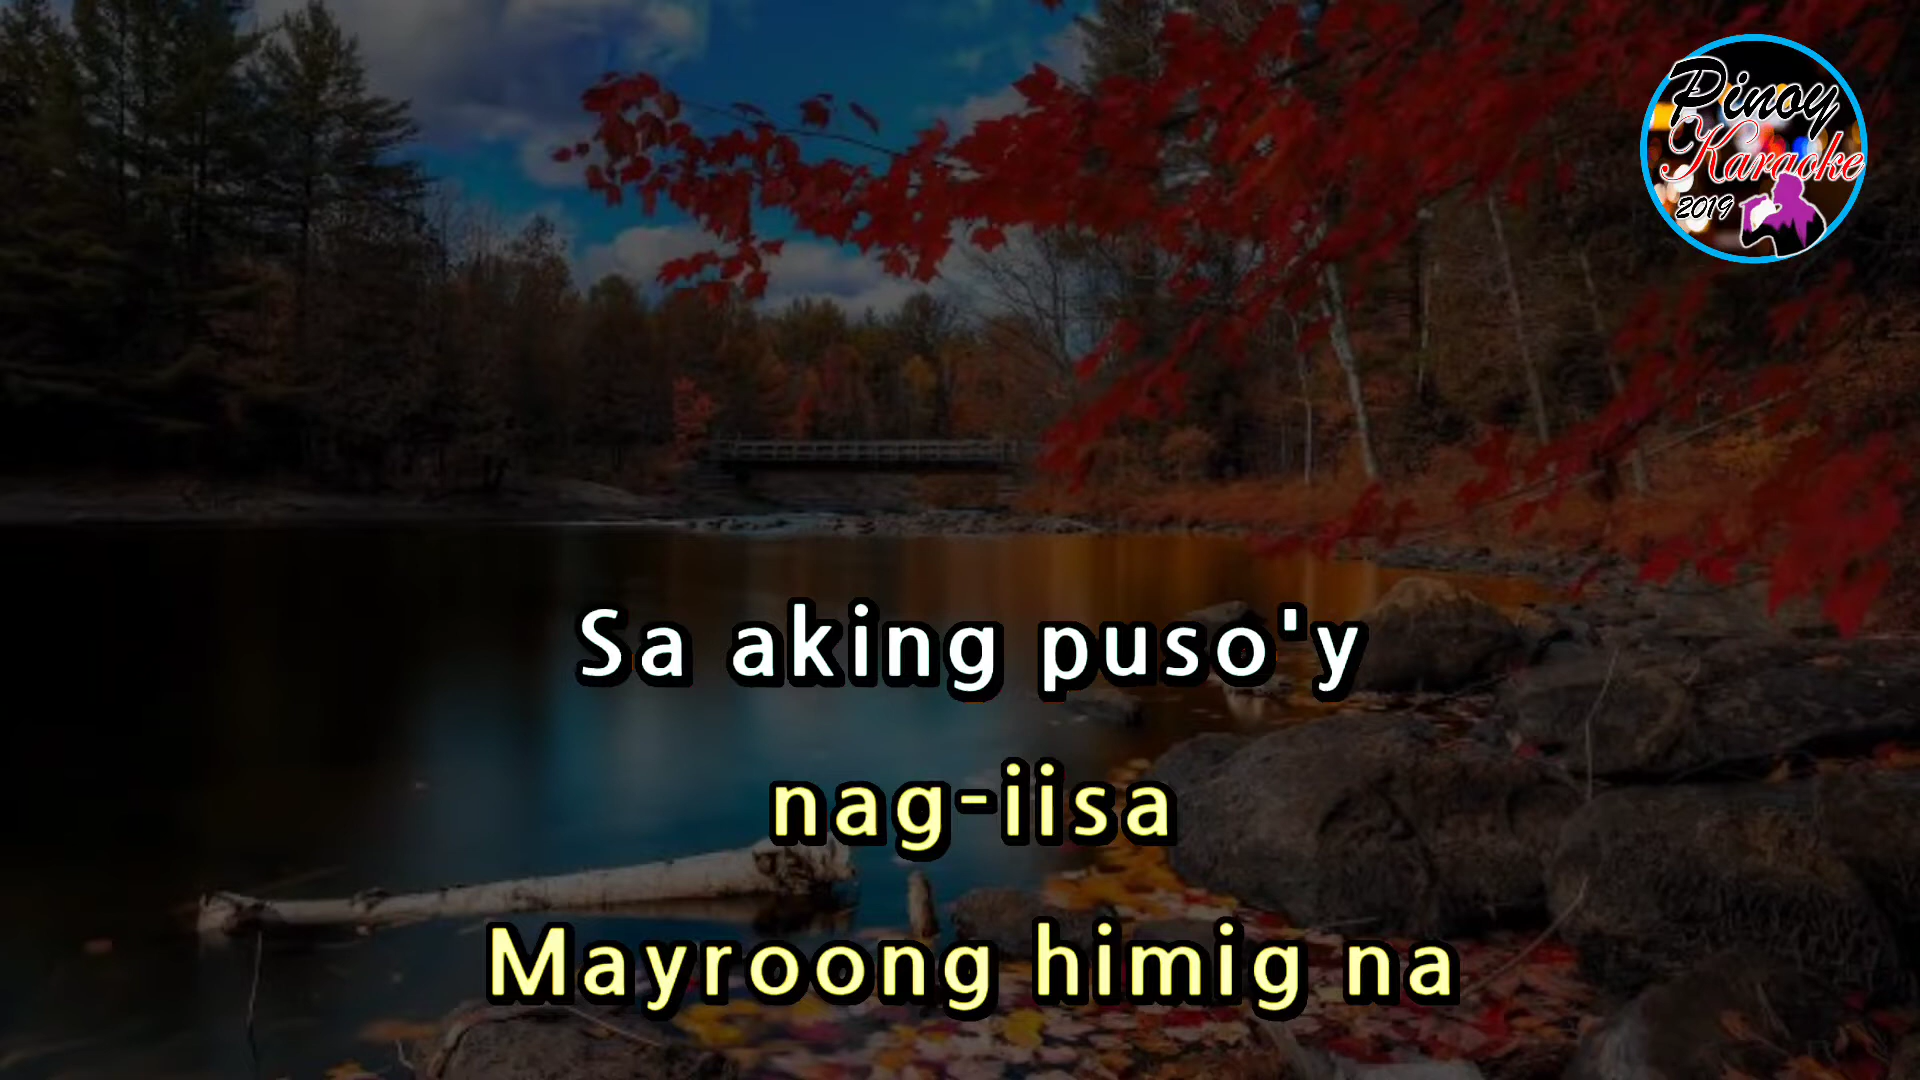 Pinoy
Karaoke
2019
Sa aking puso'y
nag-iisa
Mayroong himig na